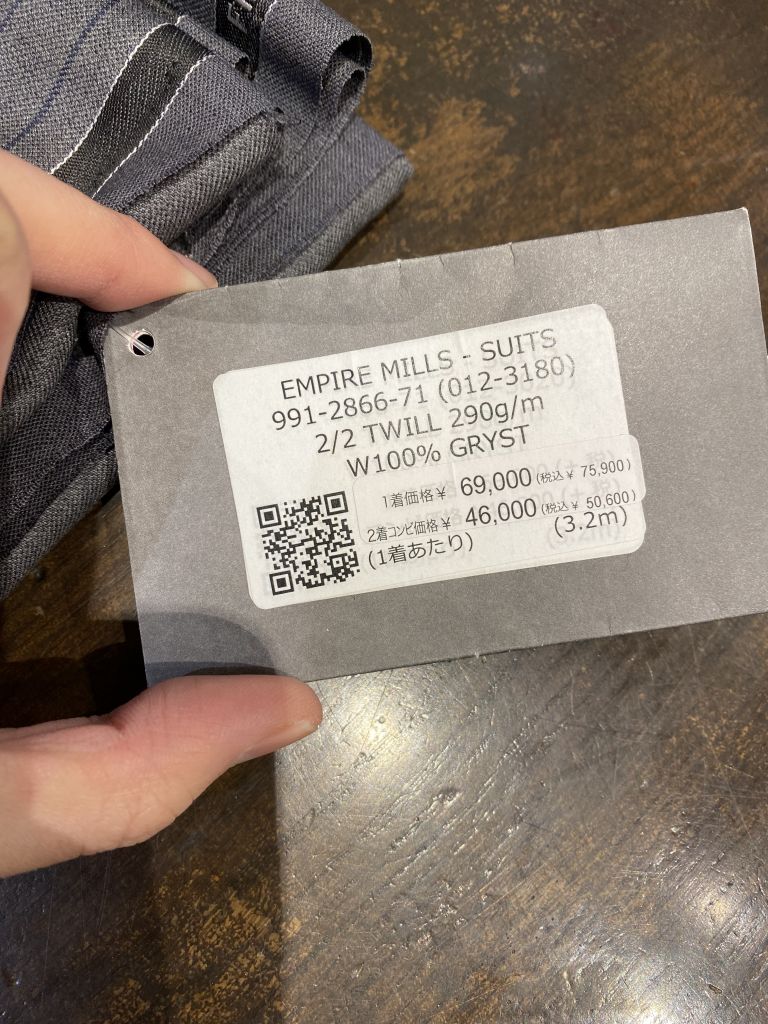 EMPIRE MILLS - SUITS
991-2866-71 (012-3180)
2/2 TWILL 290g/m
W100% GRYST
1着価格¥ 69,000 (税込¥ 75,900)
2着コンビ価格¥ 46,000 (税込¥ 50,600)
(1着あたり) (3.2m)